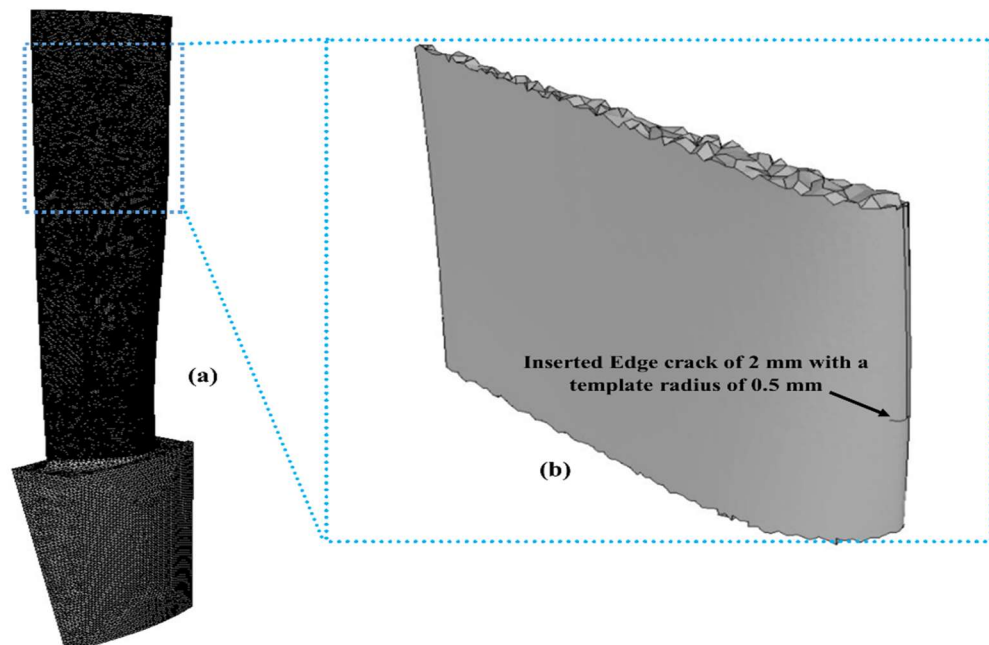 (a)
Inserted Edge crack of 2 mm with a
template radius of 0.5 mm
(b)